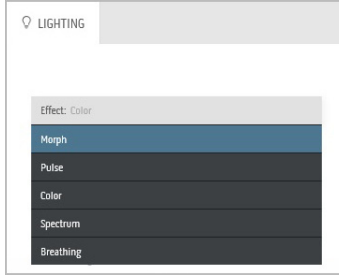 LIGHTING
Effect: Color
Morph
Pulse
Color
Spectrum
Breathing